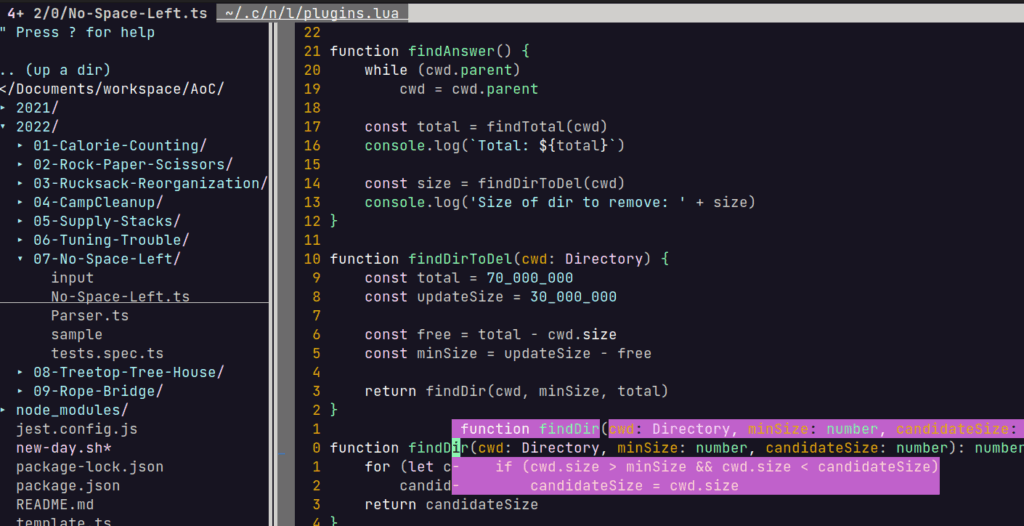 4+ 2/0/No-Space-Left.ts ~/.c/n/l/plugins.lua
" Press ? for help
.. (up a dir)
</Documents/workspace/AoC/
▸ 2021/
▾ 2022/
▸ 01-Calorie-Counting/
▸ 02-Rock-Paper-Scissors/
▸ 03-Rucksack-Reorganization/
▸ 04-CampCleanup/
▸ 05-Supply-Stacks/
▸ 06-Tuning-Trouble/
▾ 07-No-Space-Left/
input
No-Space-Left.ts
Parser.ts
sample
tests.spec.ts
▸ 08-Treetop-Tree-House/
▸ 09-Rope-Bridge/
▸ node_modules/
jest.config.js
new-day.sh*
package-lock.json
package.json
README.md
template.ts
22
21 function findAnswer() {
20     while (cwd.parent)
19         cwd = cwd.parent
18
17     const total = findTotal(cwd)
16     console.log(`Total: ${total}`)
15
14     const size = findDirToDel(cwd)
13     console.log('Size of dir to remove: ' + size)
12 }
11
10 function findDirToDel(cwd: Directory) {
9     const total = 70_000_000
8     const updateSize = 30_000_000
7
6     const free = total - cwd.size
5     const minSize = updateSize - free
4
3     return findDir(cwd, minSize, total)
2 }
1 function findDir(cwd: Directory, minSize: number, candidateSize:
0 function findDir(cwd: Directory, minSize: number, candidateSize: number): number
1     for (let c-    if (cwd.size > minSize && cwd.size < candidateSize)
2         candid-        candidateSize = cwd.size
3     return candidateSize
4 }